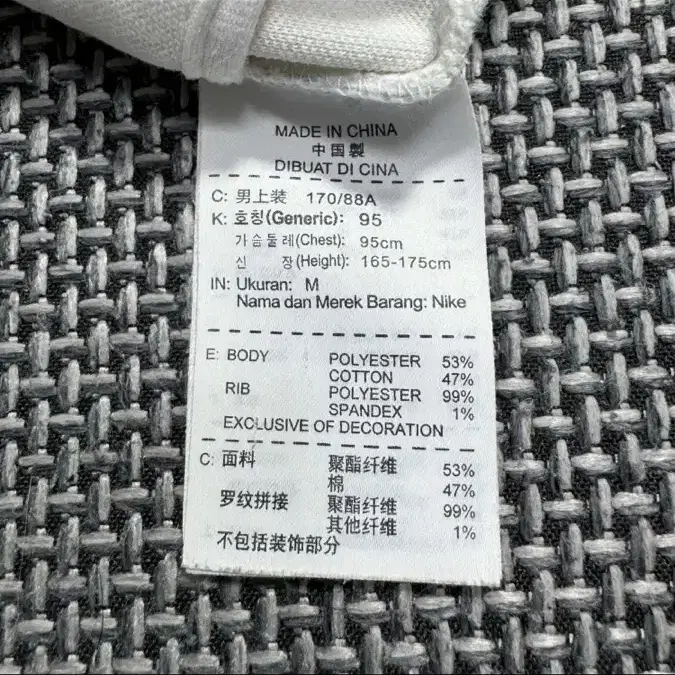 MADE IN CHINA
中国製
DIBUAT DI CINA
C: 男上装 170/88A
K: 호칭(Generic): 95
가슴둘레(Chest): 95cm
신 장(Height): 165-175cm
IN: Ukuran: M
Nama dan Merek Barang: Nike
E: BODY POLYESTER 53%
COTTON 47%
RIB POLYESTER 99%
SPANDEX 1%
EXCLUSIVE OF DECORATION
C: 面料 聚酯纤维 53%
棉 47%
罗纹拼接 聚酯纤维 99%
其他纤维 1%
不包括装饰部分